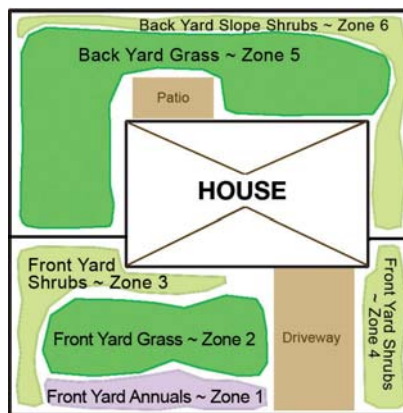 Back Yard Slope Shrubs ~ Zone 6
Back Yard Grass ~ Zone 5
Patio
HOUSE
Front Yard
Shrubs ~ Zone 3
Front Yard Grass ~ Zone 2
Driveway
Front Yard Shrubs
~ Zone 4
Front Yard Annuals ~ Zone 1